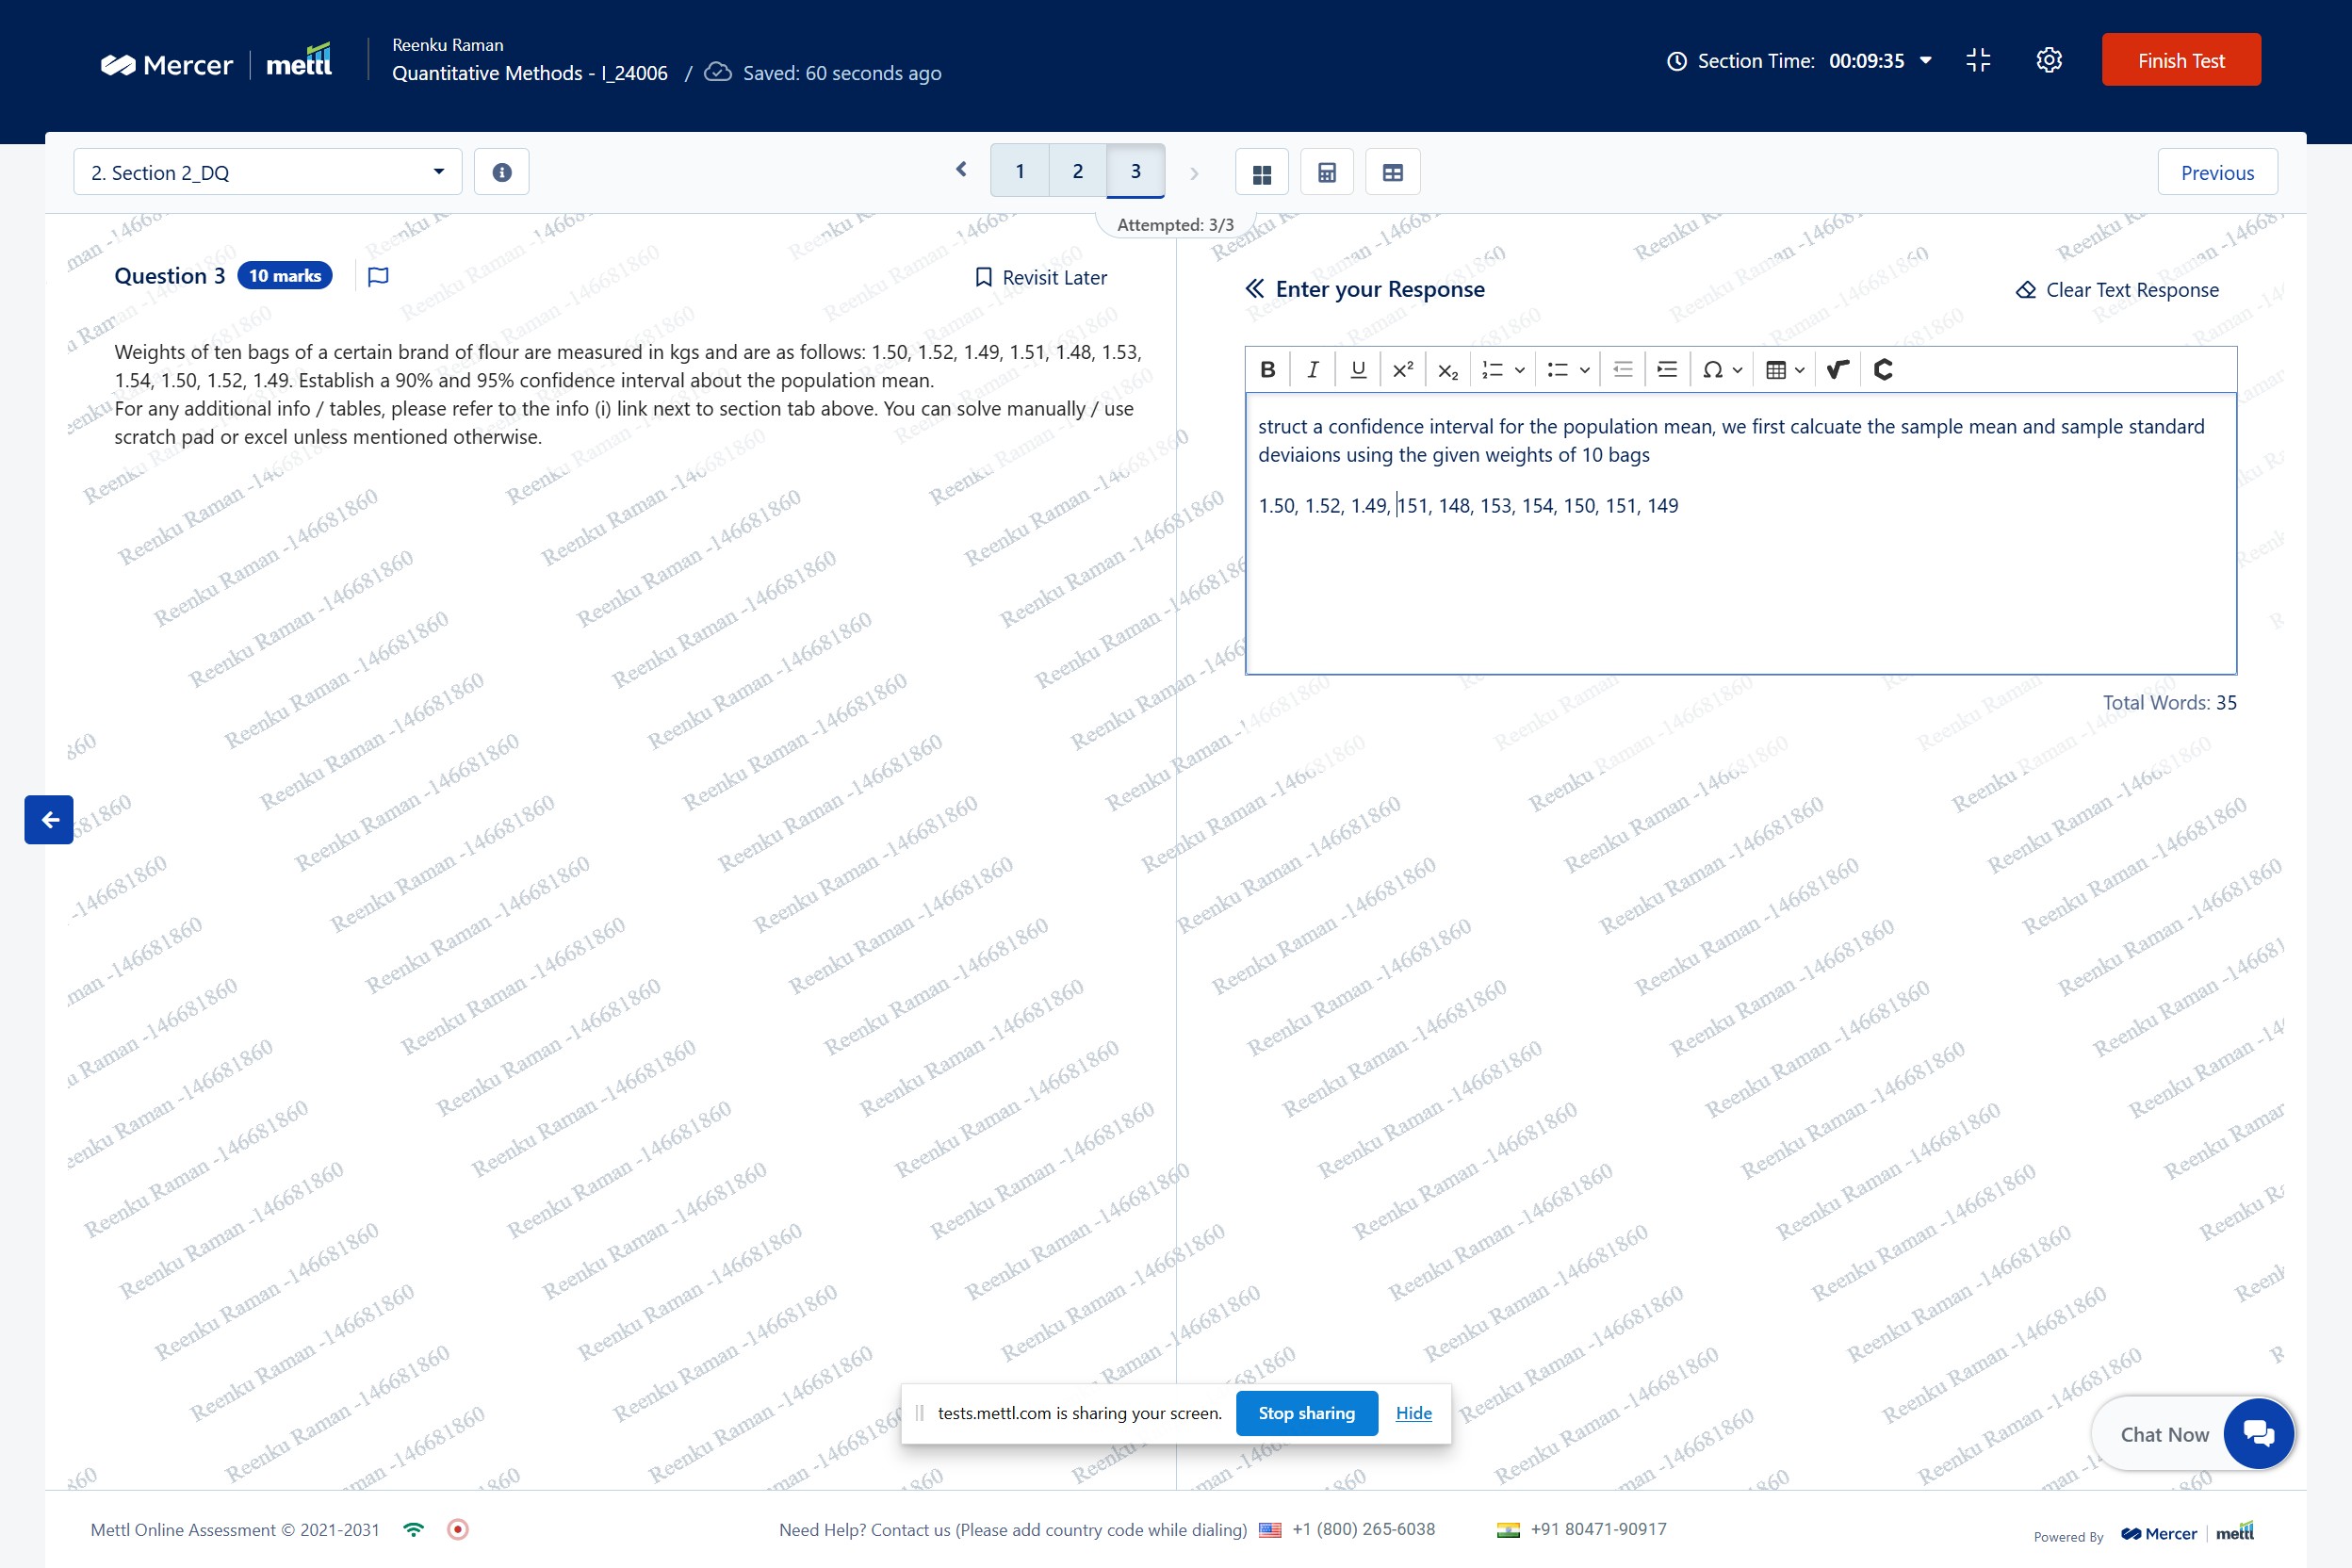 Mercer | mettl
Reenku Raman
Quantitative Methods - I_24006 / Saved: 60 seconds ago
Section Time: 00:09:35
Finish Test
2. Section 2_DQ
1 2 3
Previous
Attempted: 3/3
Question 3 10 marks
Revisit Later
Weights of ten bags of a certain brand of flour are measured in kgs and are as follows: 1.50, 1.52, 1.49, 1.51, 1.48, 1.53,
1.54, 1.50, 1.52, 1.49. Establish a 90% and 95% confidence interval about the population mean.
For any additional info / tables, please refer to the info (i) link next to section tab above. You can solve manually / use
scratch pad or excel unless mentioned otherwise.
Enter your Response
Clear Text Response
B I U x² x₂ Ω
struct a confidence interval for the population mean, we first calcuate the sample mean and sample standard
deviaions using the given weights of 10 bags
1.50, 1.52, 1.49, 151, 148, 153, 154, 150, 151, 149
Total Words: 35
Reenku Raman -146681860
tests.mettl.com is sharing your screen. Stop sharing Hide
Chat Now
Mettl Online Assessment © 2021-2031
Need Help? Contact us (Please add country code while dialing) +1 (800) 265-6038 +91 80471-90917
Powered By Mercer | mettl